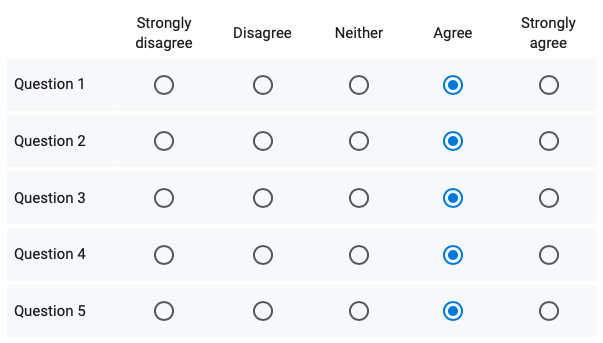 Strongly disagree
Disagree
Neither
Agree
Strongly agree
Question 1
Question 2
Question 3
Question 4
Question 5